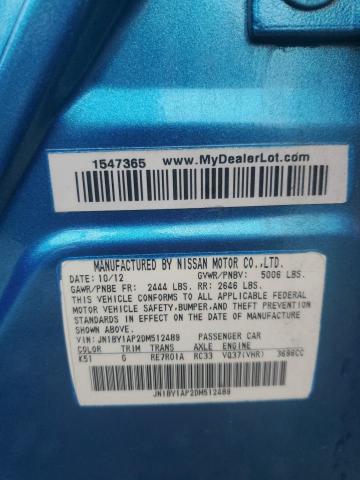 1547365 www.MyDealerLot.com
MANUFACTURED BY NISSAN MOTOR CO.,LTD.
DATE: 10/12 GVWR/PNBV: 5006 LBS.
GAWR/PNBE FR: 2444 LBS. RR: 2646 LBS.
THIS VEHICLE CONFORMS TO ALL APPLICABLE FEDERAL
MOTOR VEHICLE SAFETY,BUMPER,AND THEFT PREVENTION
STANDARDS IN EFFECT ON THE DATE OF MANUFACTURE
SHOWN ABOVE.
VIN: JN1BY1AP2DM512489 PASSENGER CAR
COLOR TRIM TRANS AXLE ENGINE
K51 G RE7R01A RC33 VQ37(VHR) 3696CC
JN1BY1AP2DM512489